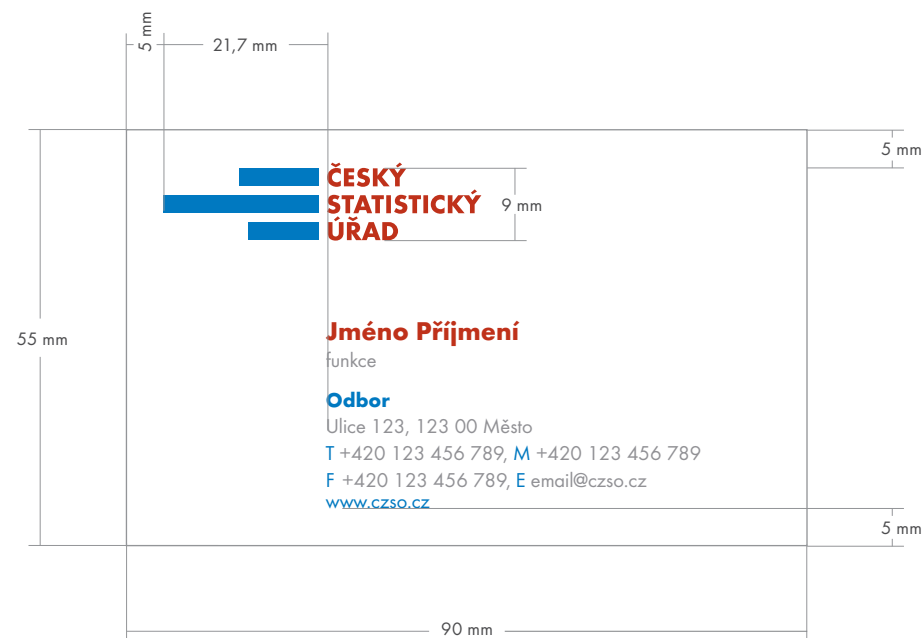 5 mm
21,7 mm
5 mm
ČESKÝ
STATISTICKÝ
9 mm
ÚŘAD
55 mm
Jméno Příjmení
funkce
Odbor
Ulice 123, 123 00 Město
T +420 123 456 789, M +420 123 456 789
F +420 123 456 789, E email@czso.cz
www.czso.cz
5 mm
90 mm